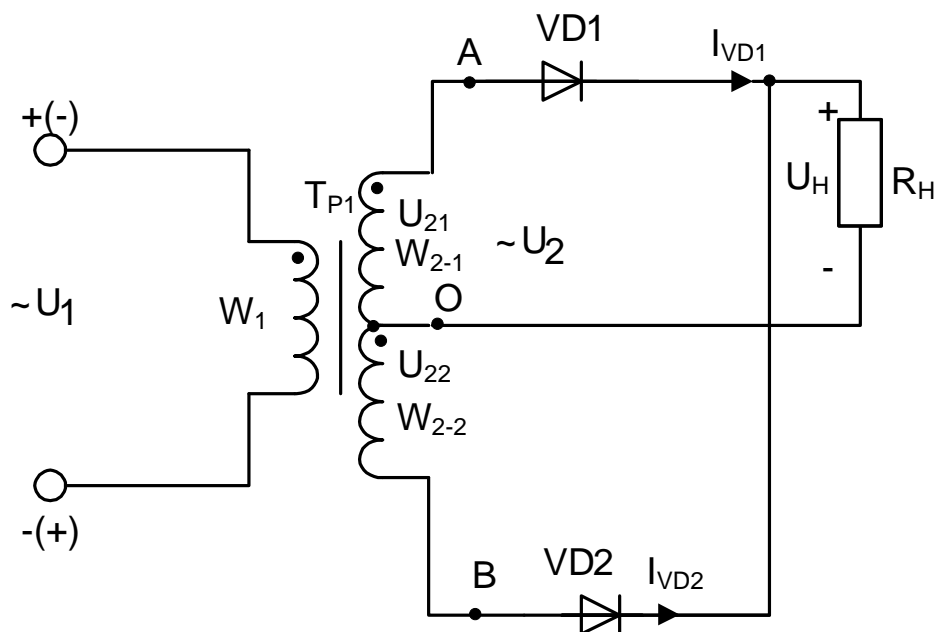 VD1
A
I_VD1
+(-)
+
T_P1
U_21
U_H
R_H
W_2-1
~U_2
~U_1
W_1
O
-
U_22
W_2-2
-(+)
B
VD2
I_VD2